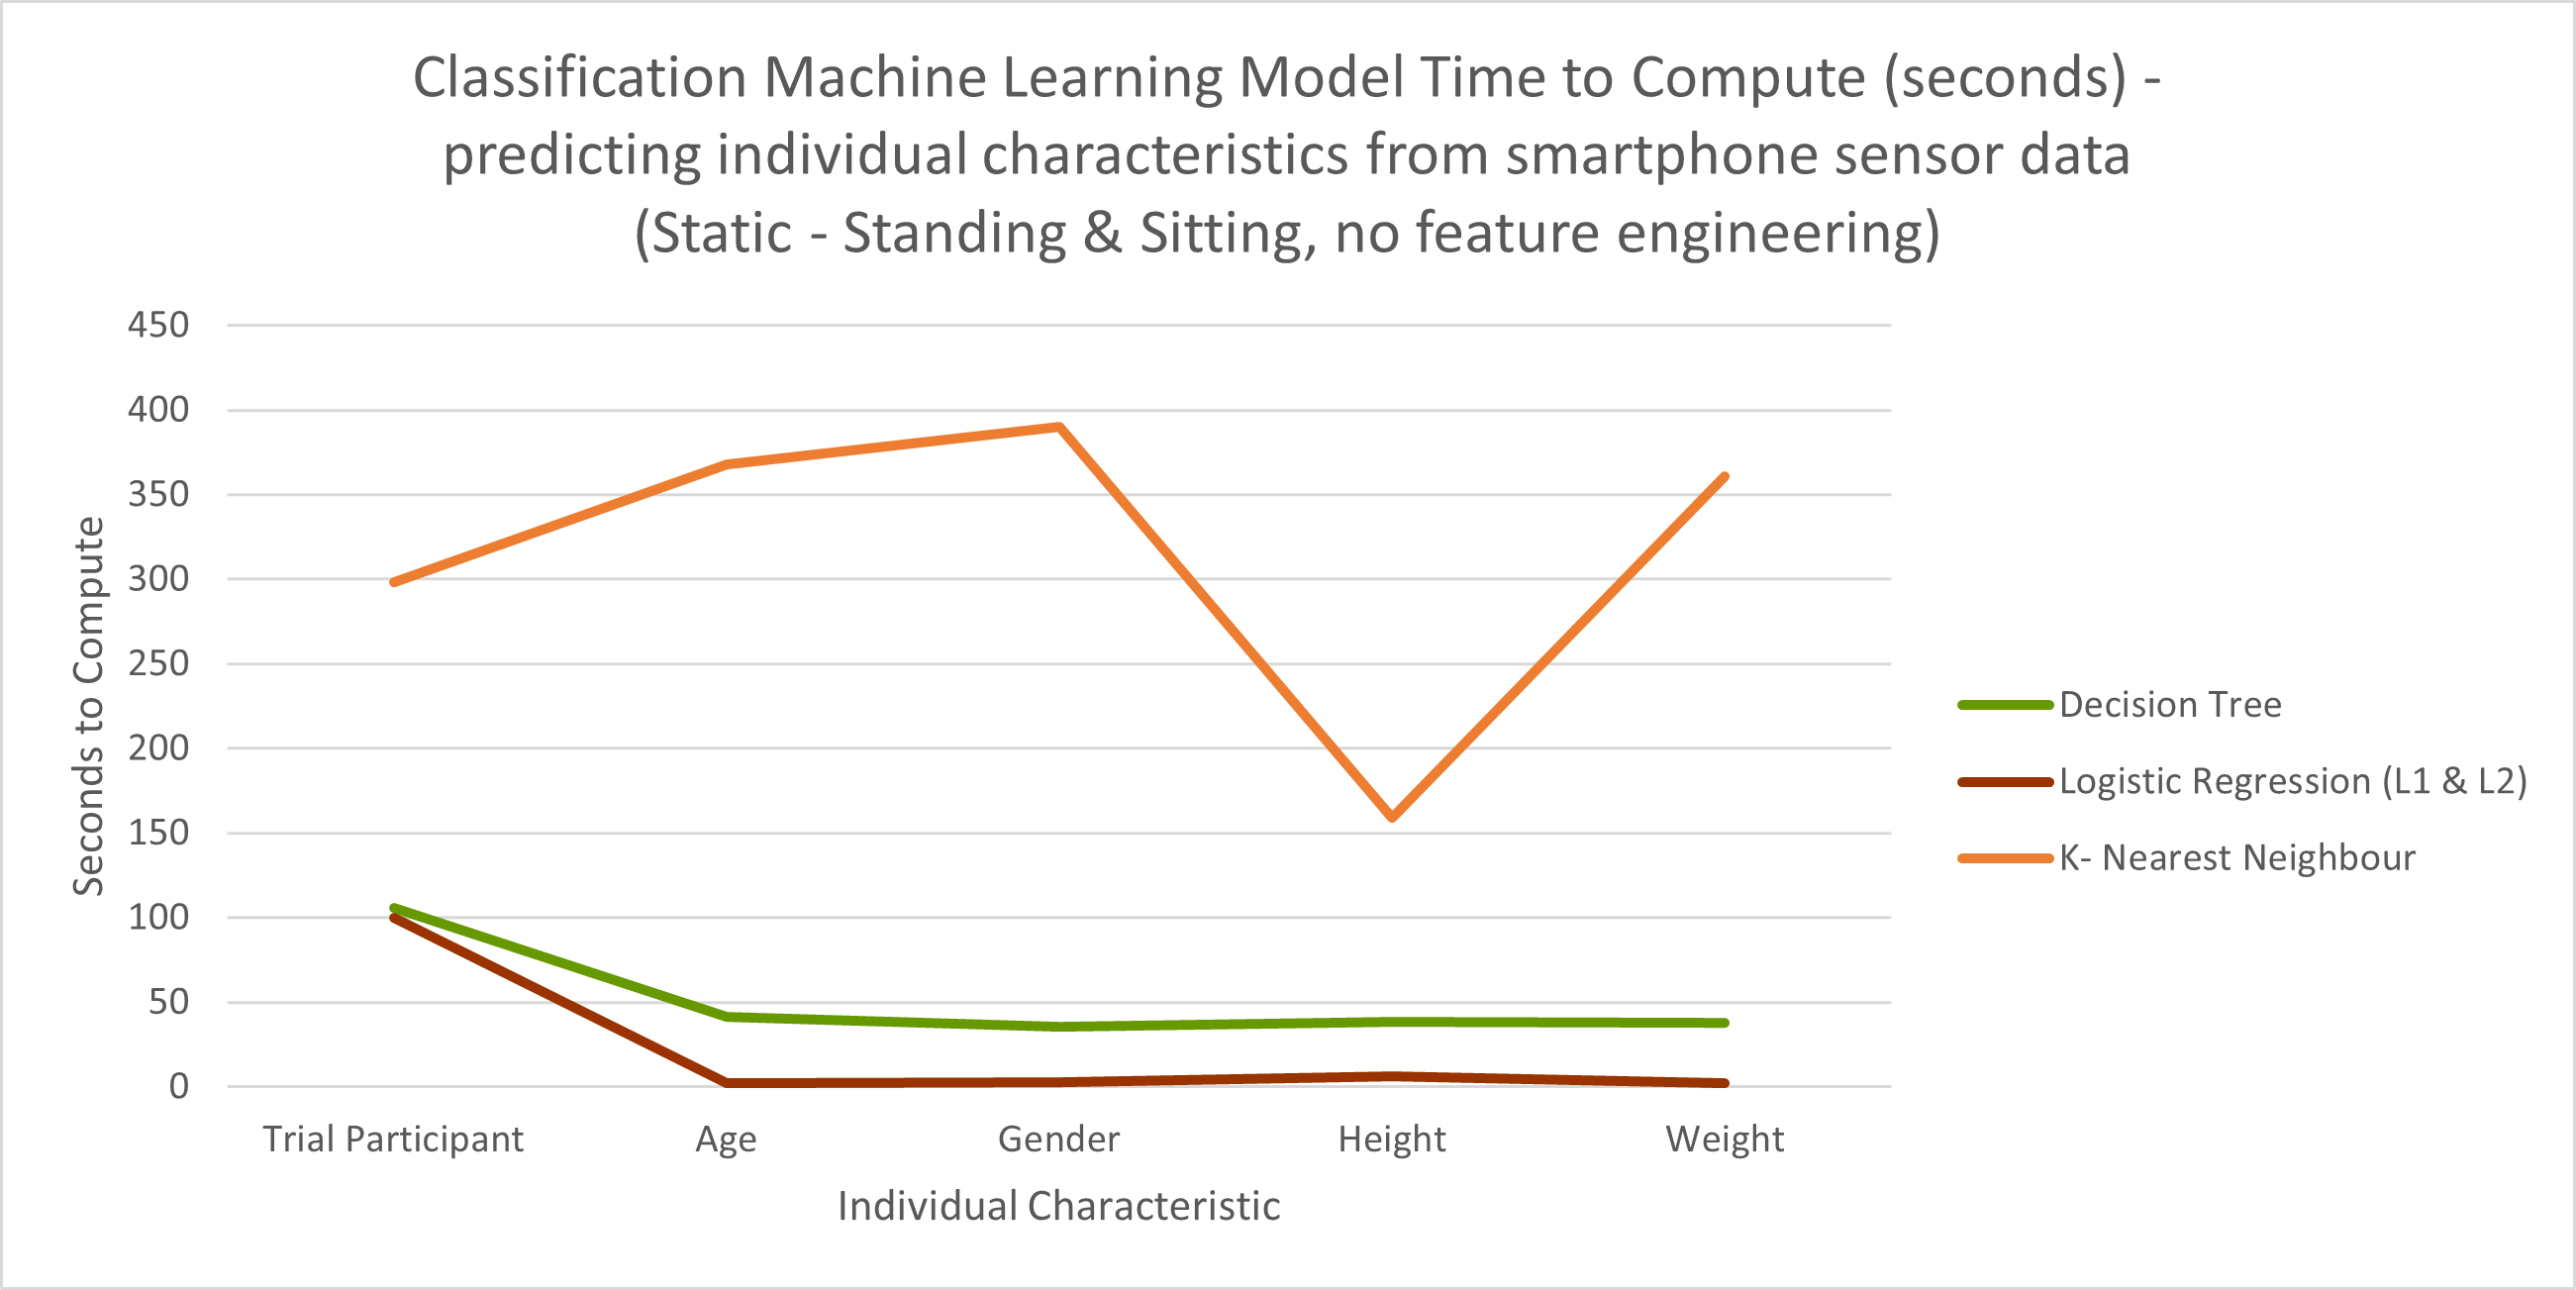 Classification Machine Learning Model Time to Compute (seconds) -
predicting individual characteristics from smartphone sensor data
(Static - Standing & Sitting, no feature engineering)
450
400
350
300
250
200
150
100
50
0
Seconds to Compute
Trial Participant
Age
Gender
Height
Weight
Individual Characteristic
Decision Tree
Logistic Regression (L1 & L2)
K- Nearest Neighbour